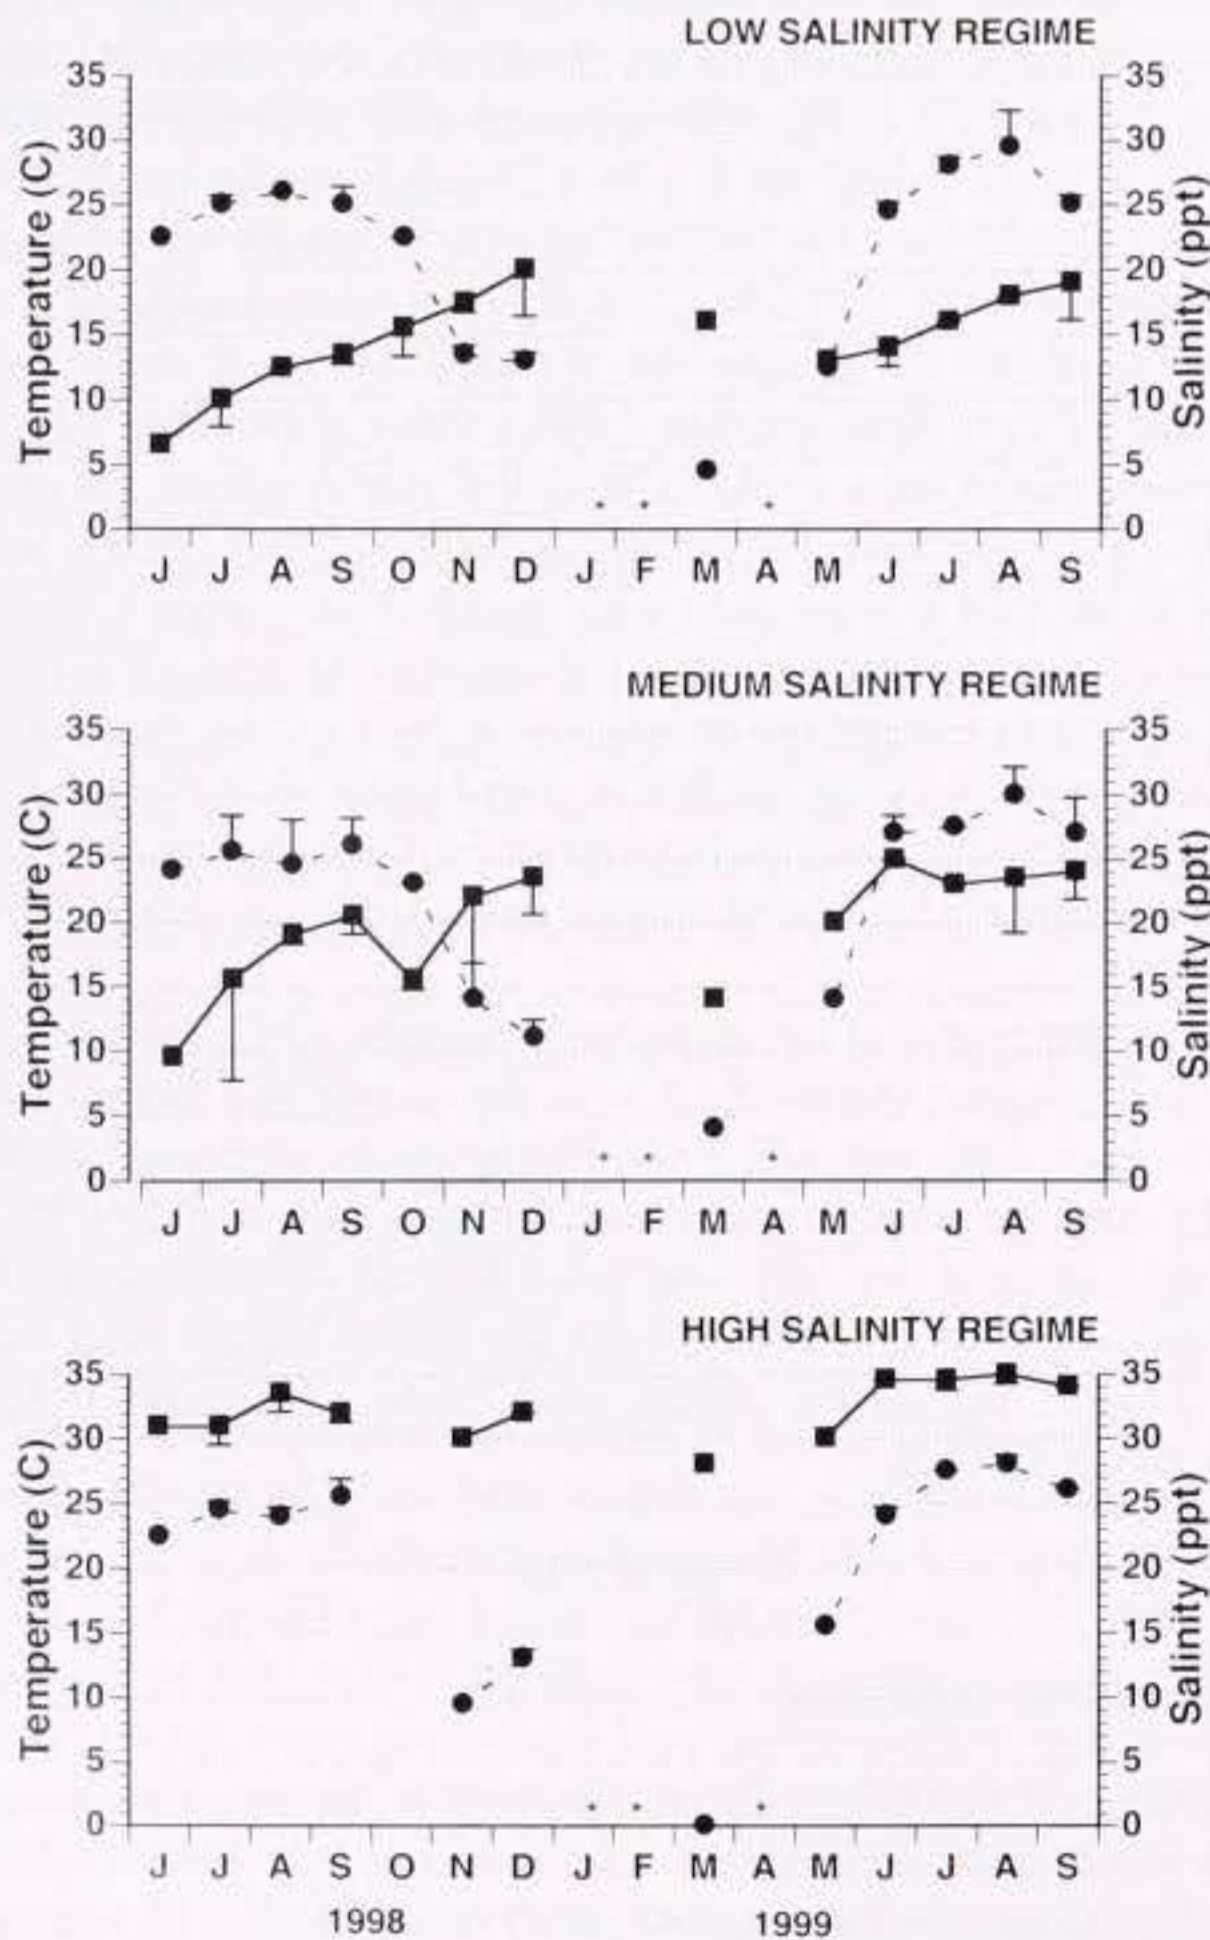 LOW SALINITY REGIME
35 35
30 30
25 25
20 20
15 15
10 10
5 5
0 0
Temperature (C)
Salinity (ppt)
* * *
J J A S O N D J F M A M J J A S
MEDIUM SALINITY REGIME
35 35
30 30
25 25
20 20
15 15
10 10
5 5
0 0
Temperature (C)
Salinity (ppt)
* * *
J J A S O N D J F M A M J J A S
HIGH SALINITY REGIME
35 35
30 30
25 25
20 20
15 15
10 10
5 5
0 0
Temperature (C)
Salinity (ppt)
* * *
J J A S O N D J F M A M J J A S
1998 1999